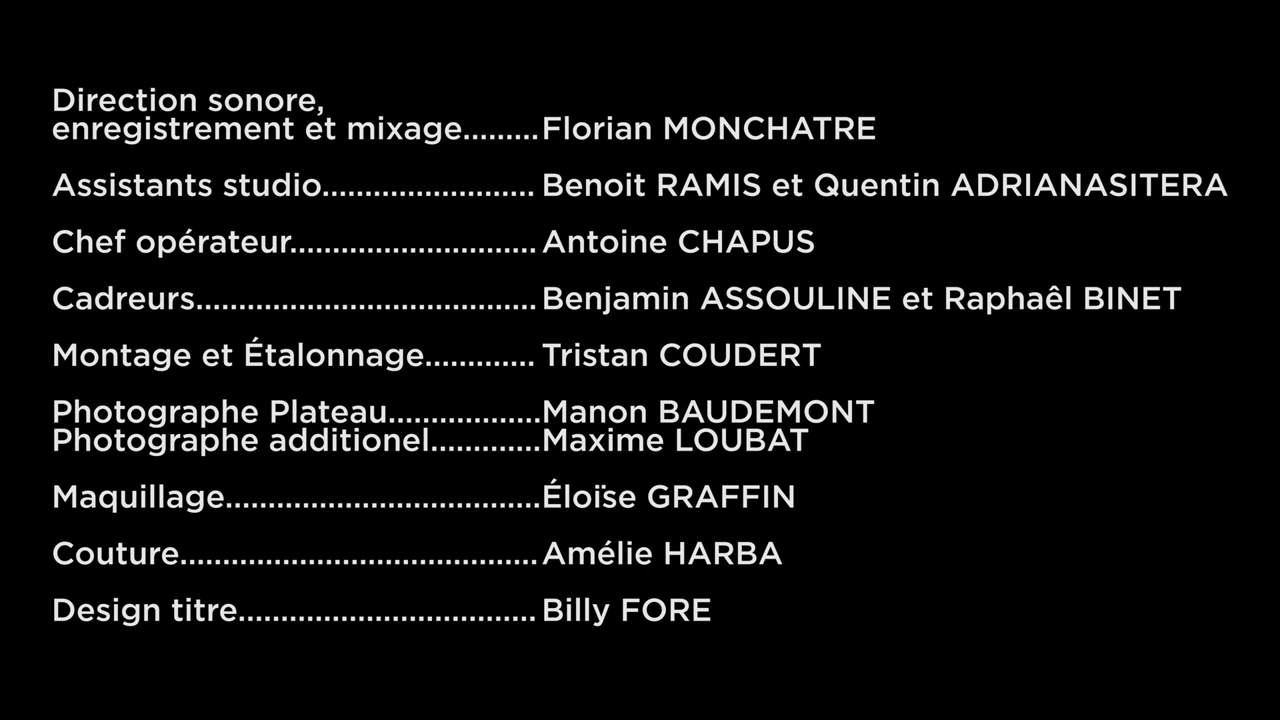 Direction sonore,
enregistrement et mixage.........Florian MONCHATRE
Assistants studio......................... Benoit RAMIS et Quentin ADRIANASITERA
Chef opérateur............................. Antoine CHAPUS
Cadreurs........................................ Benjamin ASSOULINE et Raphaêl BINET
Montage et Étalonnage............. Tristan COUDERT
Photographe Plateau..................Manon BAUDEMONT
Photographe additionel.............Maxime LOUBAT
Maquillage.....................................Éloïse GRAFFIN
Couture.......................................... Amélie HARBA
Design titre................................... Billy FORE